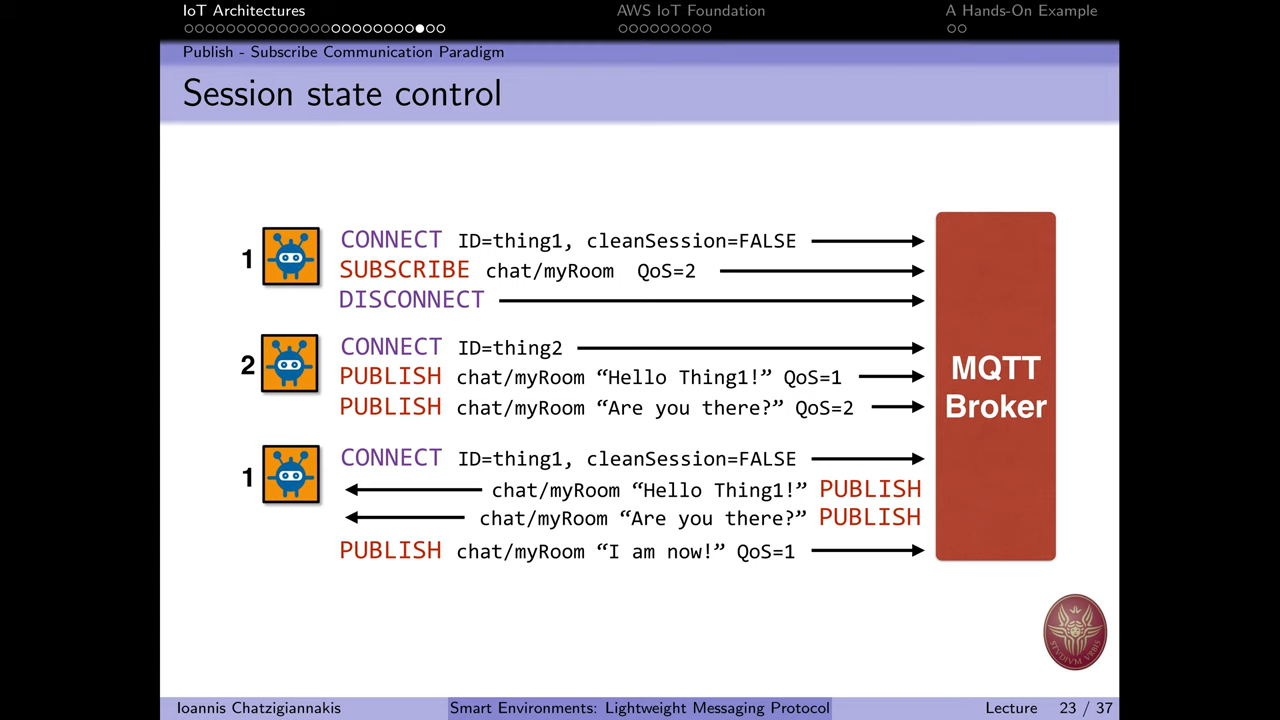 IoT Architectures AWS IoT Foundation A Hands-On Example
Publish - Subscribe Communication Paradigm
Session state control
1 CONNECT ID=thing1, cleanSession=FALSE
SUBSCRIBE chat/myRoom QoS=2
DISCONNECT
2 CONNECT ID=thing2
PUBLISH chat/myRoom “Hello Thing1!” QoS=1
PUBLISH chat/myRoom “Are you there?” QoS=2
1 CONNECT ID=thing1, cleanSession=FALSE
chat/myRoom “Hello Thing1!” PUBLISH
chat/myRoom “Are you there?” PUBLISH
PUBLISH chat/myRoom “I am now!” QoS=1
MQTT
Broker
STVDIVM VRBIS
Ioannis Chatzigiannakis Smart Environments: Lightweight Messaging Protocol Lecture 23 / 37